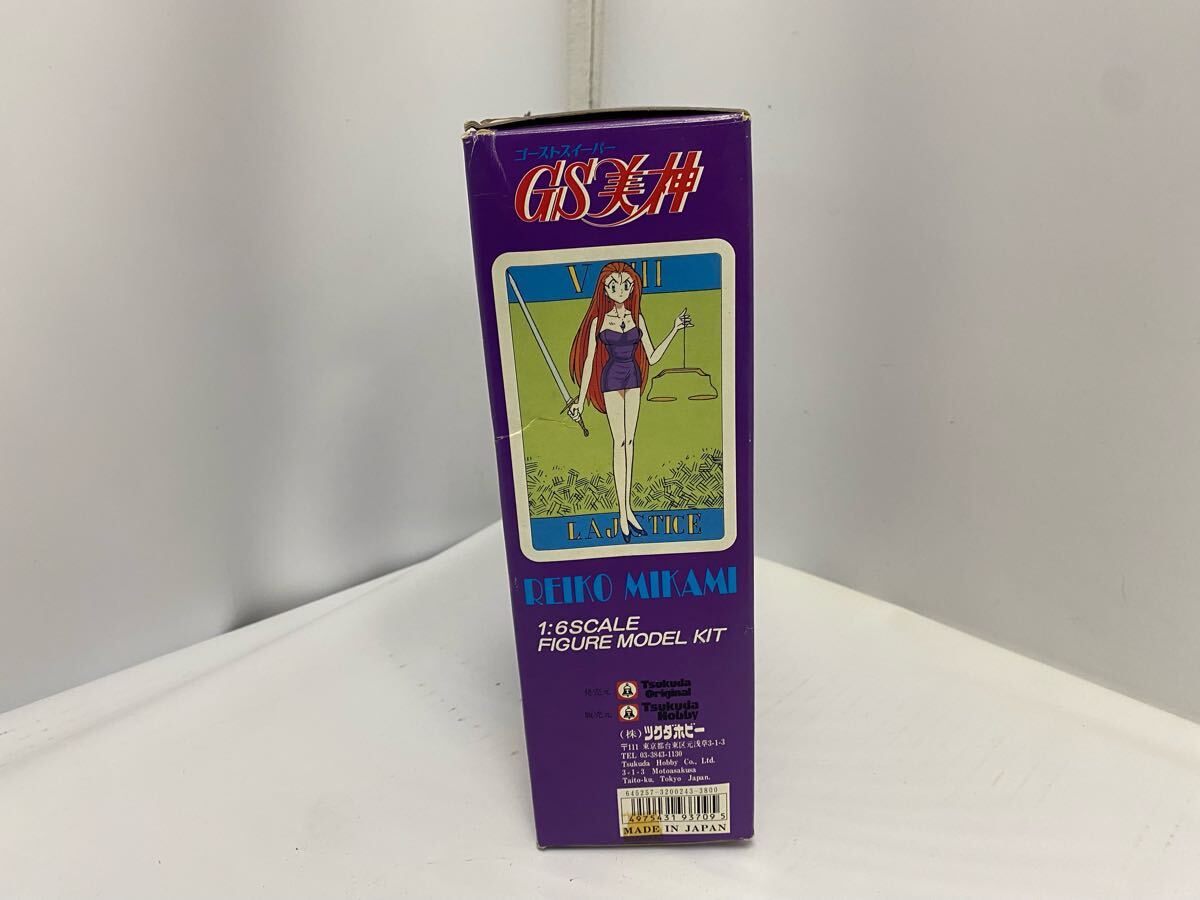 ゴーストスイーパー
GS美神
V III
LA JUSTICE
REIKO MIKAMI
1:6SCALE
FIGURE MODEL KIT
発売元 Tsukuda Original
販売元 Tsukuda Hobby
(株)ツクダホビー
〒111 東京都台東区元浅草3-1-3
TEL 03-3843-1130
Tsukuda Hobby Co., Ltd.
3-1-3 Motoasakusa
Taito-ku, Tokyo Japan.
645257-3200243-3800
4975431937095
MADE IN JAPAN